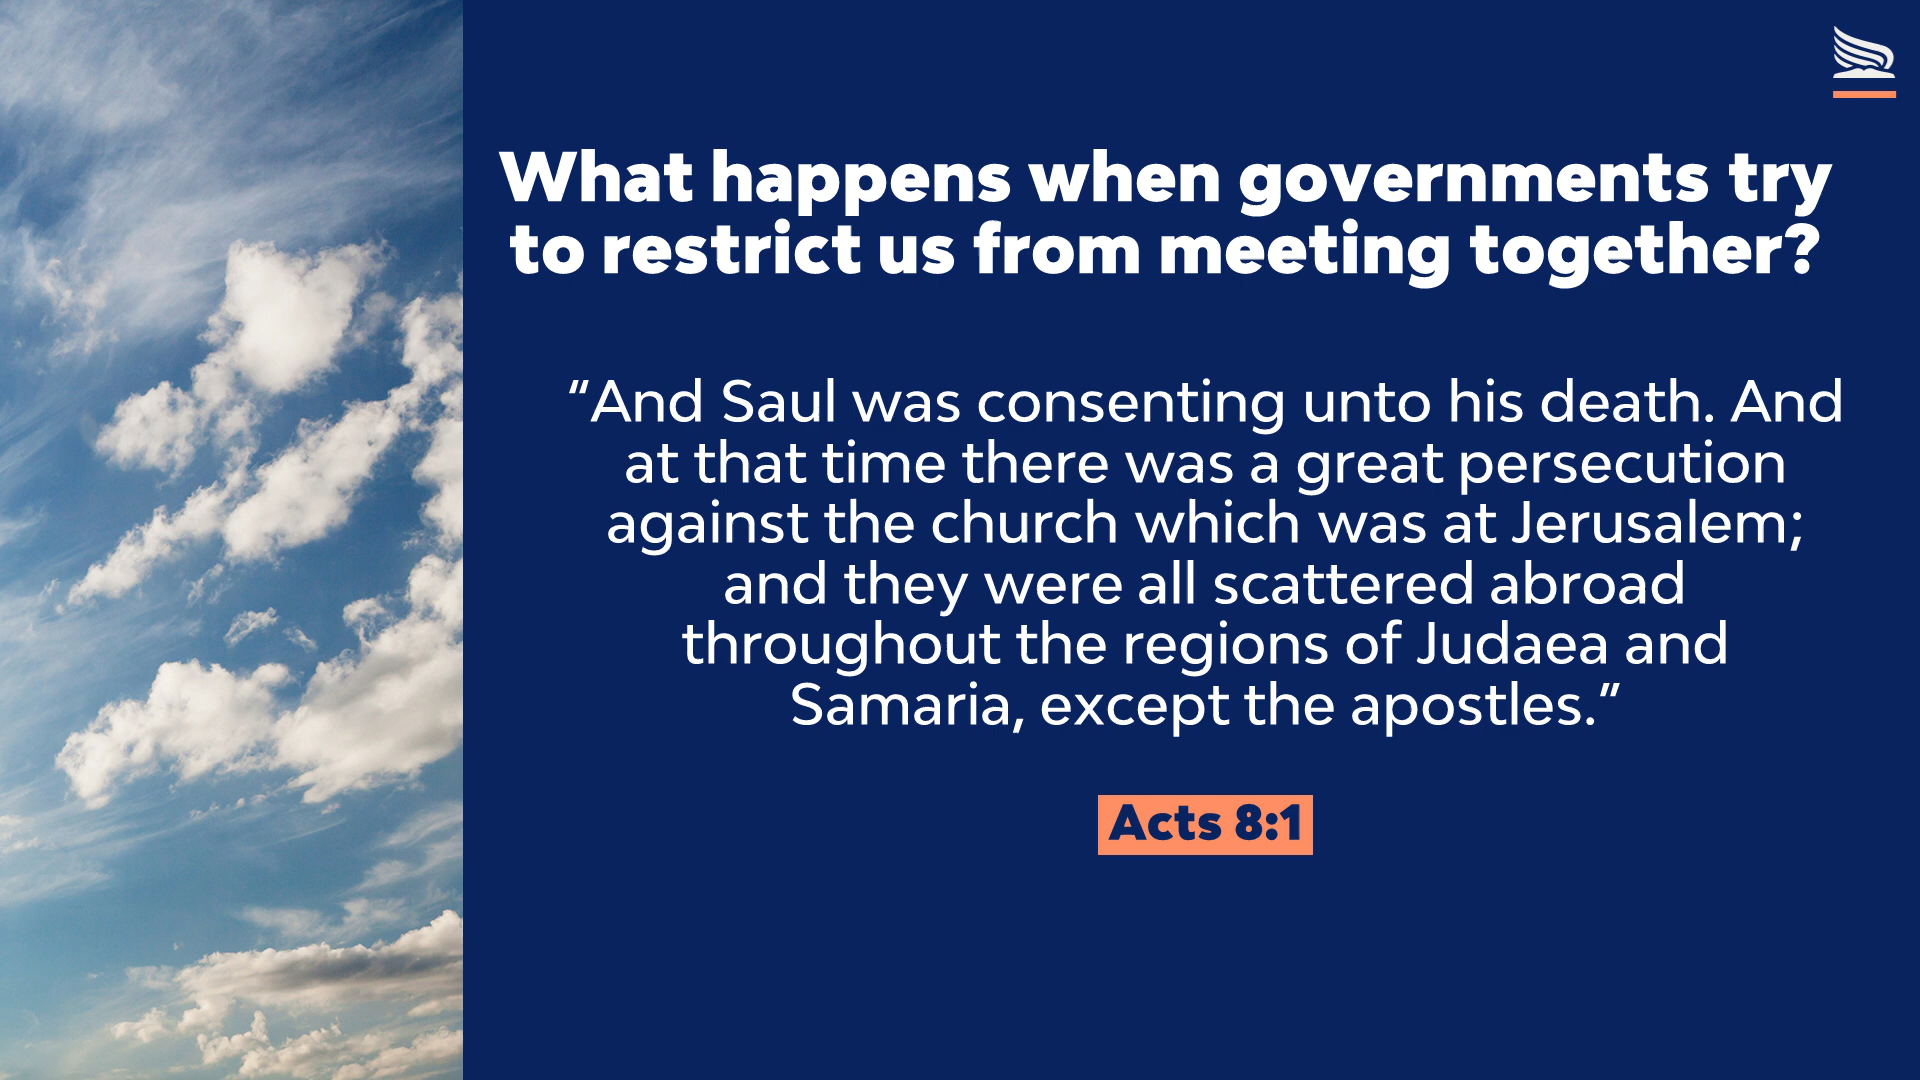 What happens when governments try
to restrict us from meeting together?
“And Saul was consenting unto his death. And
at that time there was a great persecution
against the church which was at Jerusalem;
and they were all scattered abroad
throughout the regions of Judaea and
Samaria, except the apostles.”
Acts 8:1